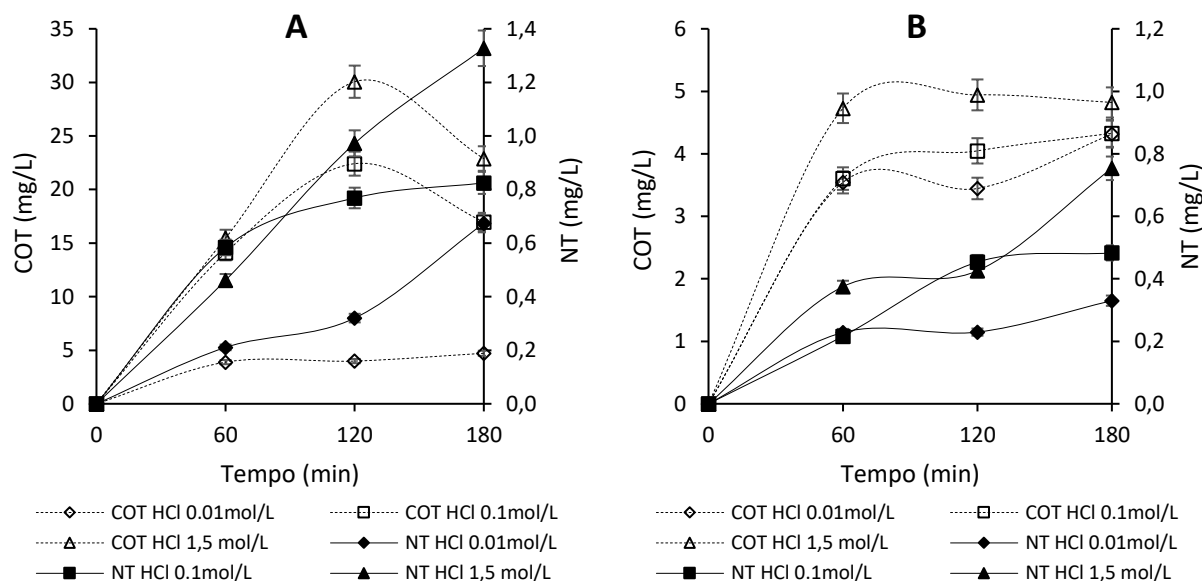 A
COT (mg/L)
35
30
25
20
15
10
5
0
NT (mg/L)
1,4
1,2
1,0
0,8
0,6
0,4
0,2
0,0
0 60 120 180
Tempo (min)
COT HCl 0.01mol/L COT HCl 0.1mol/L
COT HCl 1,5 mol/L NT HCl 0.01mol/L
NT HCl 0.1mol/L NT HCl 1,5 mol/L
B
COT (mg/L)
6
5
4
3
2
1
0
NT (mg/L)
1,2
1,0
0,8
0,6
0,4
0,2
0,0
0 60 120 180
Tempo (min)
COT HCl 0.01mol/L COT HCl 0.1mol/L
COT HCl 1,5 mol/L NT HCl 0.01mol/L
NT HCl 0.1mol/L NT HCl 1,5 mol/L